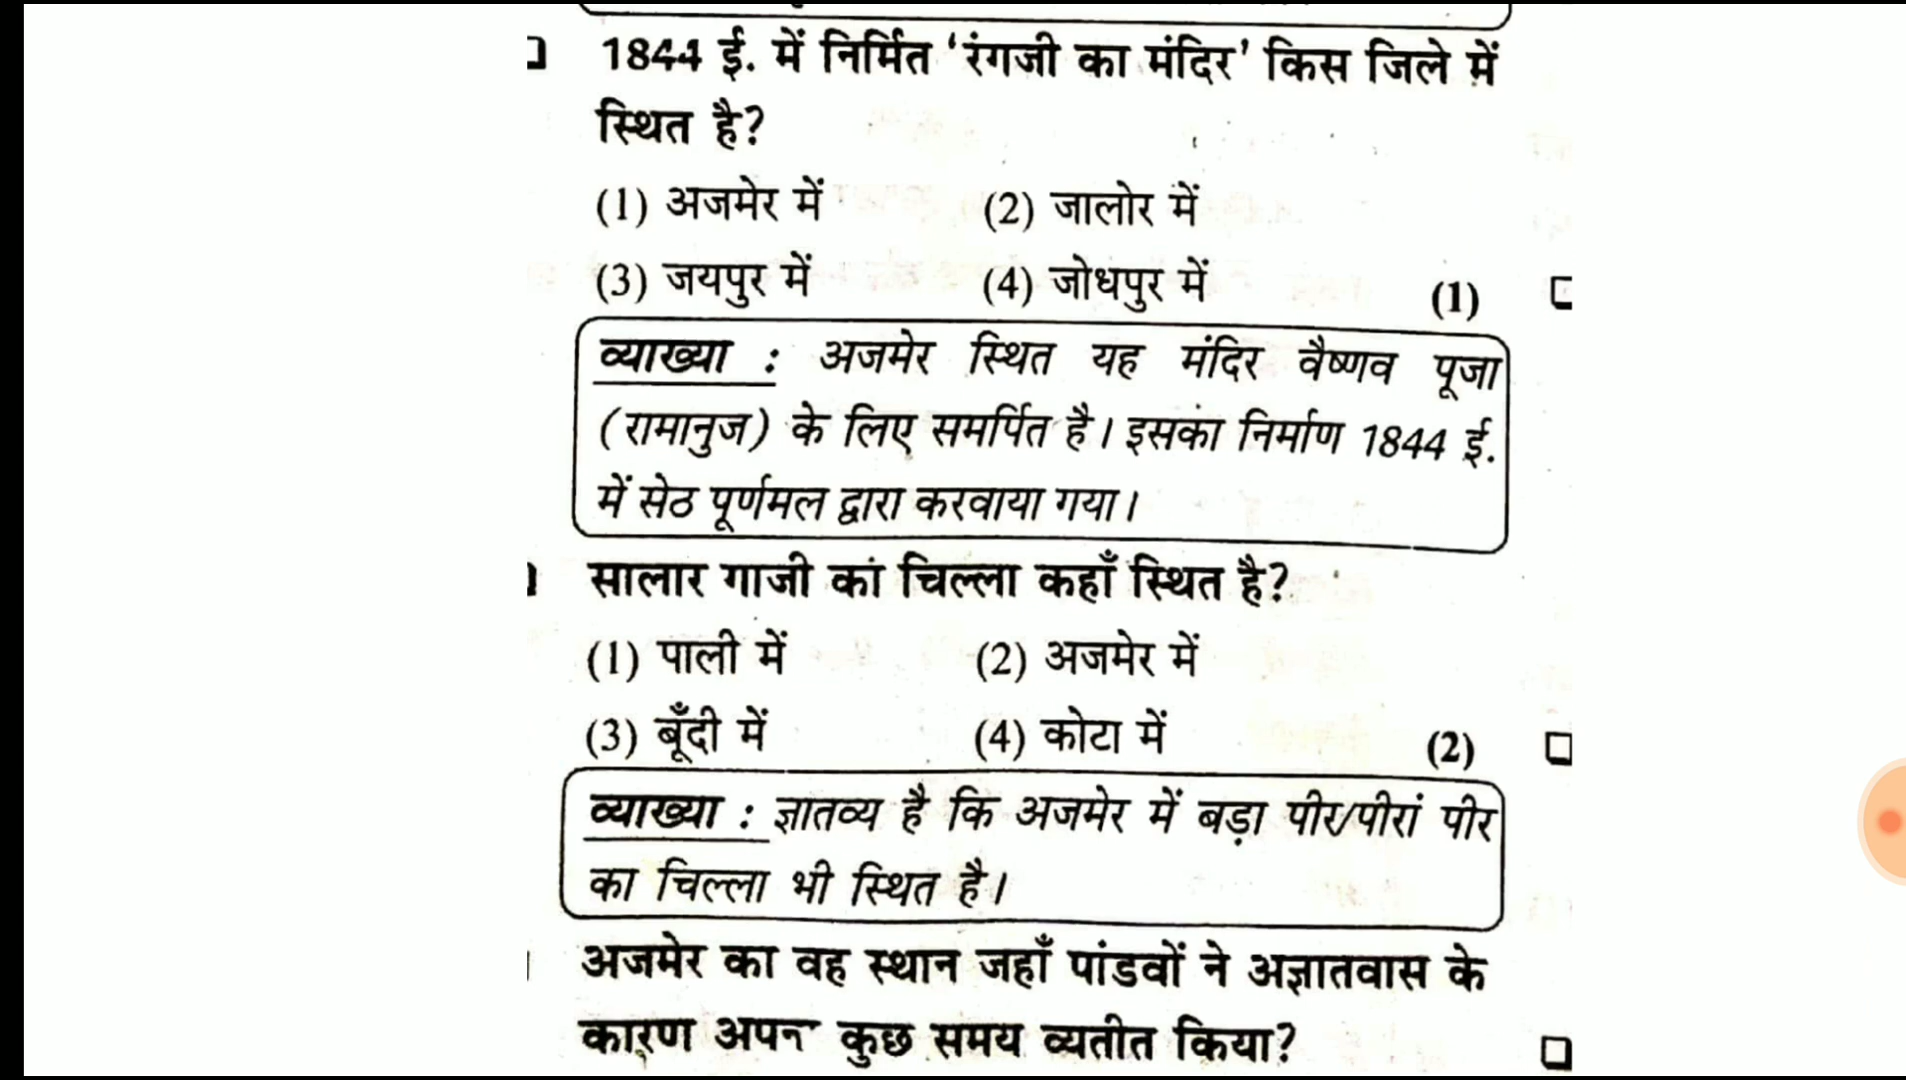 1844 ई. में निर्मित ‘रंगजी का मंदिर’ किस जिले में
स्थित है?
(1) अजमेर में (2) जालोर में
(3) जयपुर में (4) जोधपुर में (1)
व्याख्या : अजमेर स्थित यह मंदिर वैष्णव पूजा
(रामानुज) के लिए समर्पित है। इसका निर्माण 1844 ई.
में सेठ पूर्णमल द्वारा करवाया गया।
सालार गाजी का चिल्ला कहाँ स्थित है?
(1) पाली में (2) अजमेर में
(3) बूँदी में (4) कोटा में (2)
व्याख्या : ज्ञातव्य है कि अजमेर में बड़ा पीर/पीरां पीर
का चिल्ला भी स्थित है।
अजमेर का वह स्थान जहाँ पांडवों ने अज्ञातवास के
कारण अपन कुछ समय व्यतीत किया?